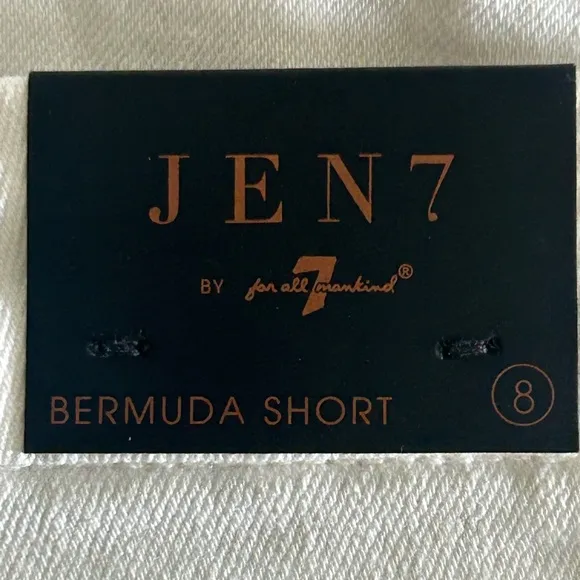 JEN7
BY for all 7 mankind®
BERMUDA SHORT 8